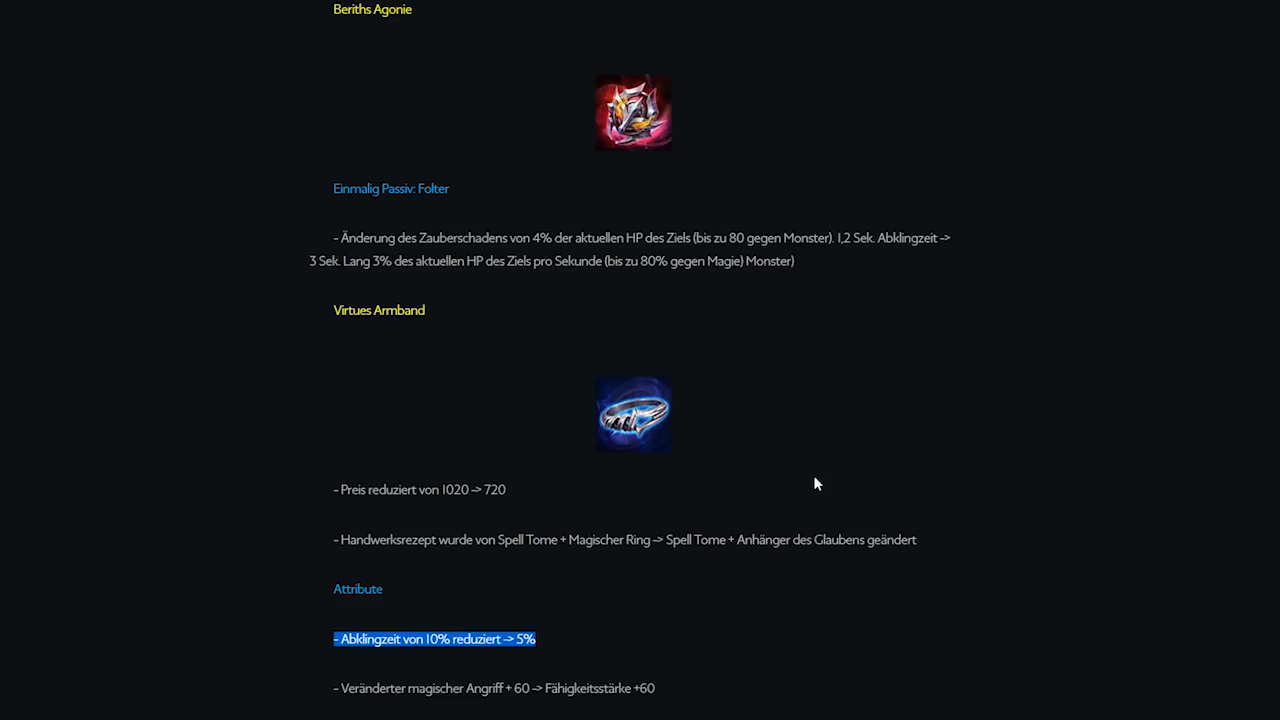 Beriths Agonie
Einmalig Passiv: Folter
- Änderung des Zauberschadens von 4% der aktuellen HP des Ziels (bis zu 80 gegen Monster). 1,2 Sek. Abklingzeit ->
3 Sek. Lang 3% des aktuellen HP des Ziels pro Sekunde (bis zu 80% gegen Magie) Monster)
Virtues Armband
- Preis reduziert von 1020 -> 720
- Handwerksrezept wurde von Spell Tome + Magischer Ring -> Spell Tome + Anhänger des Glaubens geändert
Attribute
- Abklingzeit von 10% reduziert -> 5%
- Veränderter magischer Angriff + 60 -> Fähigkeitsstärke +60